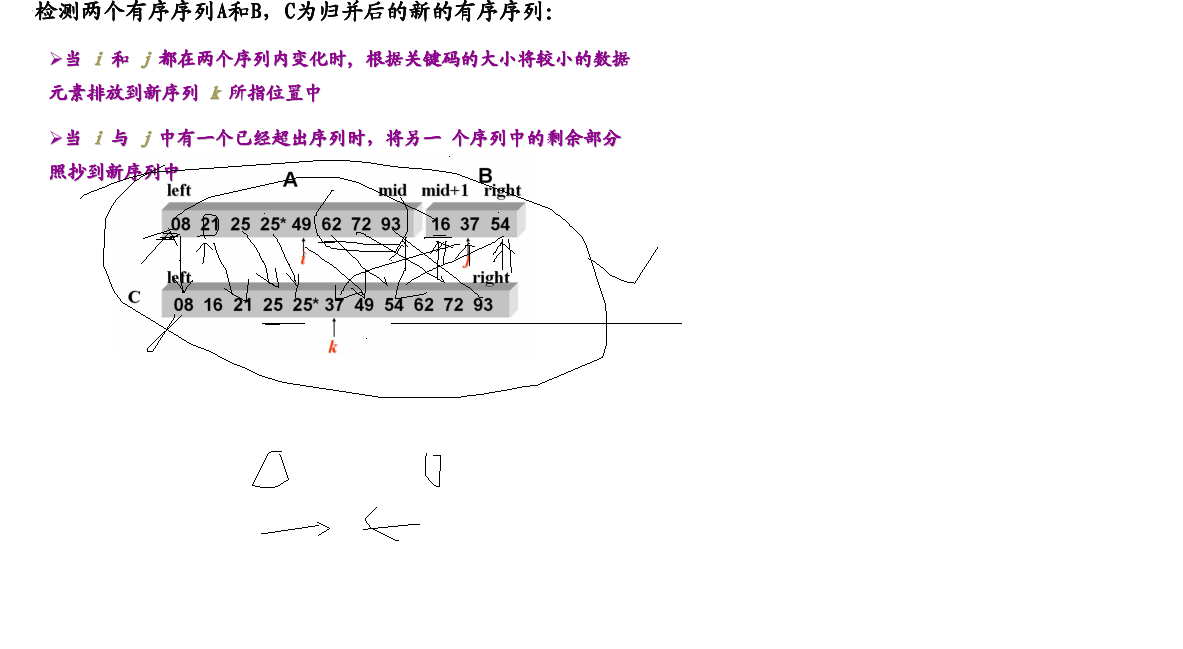 检测两个有序序列A和B，C为归并后的新的有序序列：
➢当 i 和 j 都在两个序列内变化时，根据关键码的大小将较小的数据
元素排放到新序列 k 所指位置中
➢当 i 与 j 中有一个已经超出序列时，将另一 个序列中的剩余部分
照抄到新序列中
A B
left mid mid+1 right
08 21 25 25* 49 62 72 93 16 37 54
i j
left right
C 08 16 21 25 25* 37 49 54 62 72 93
k